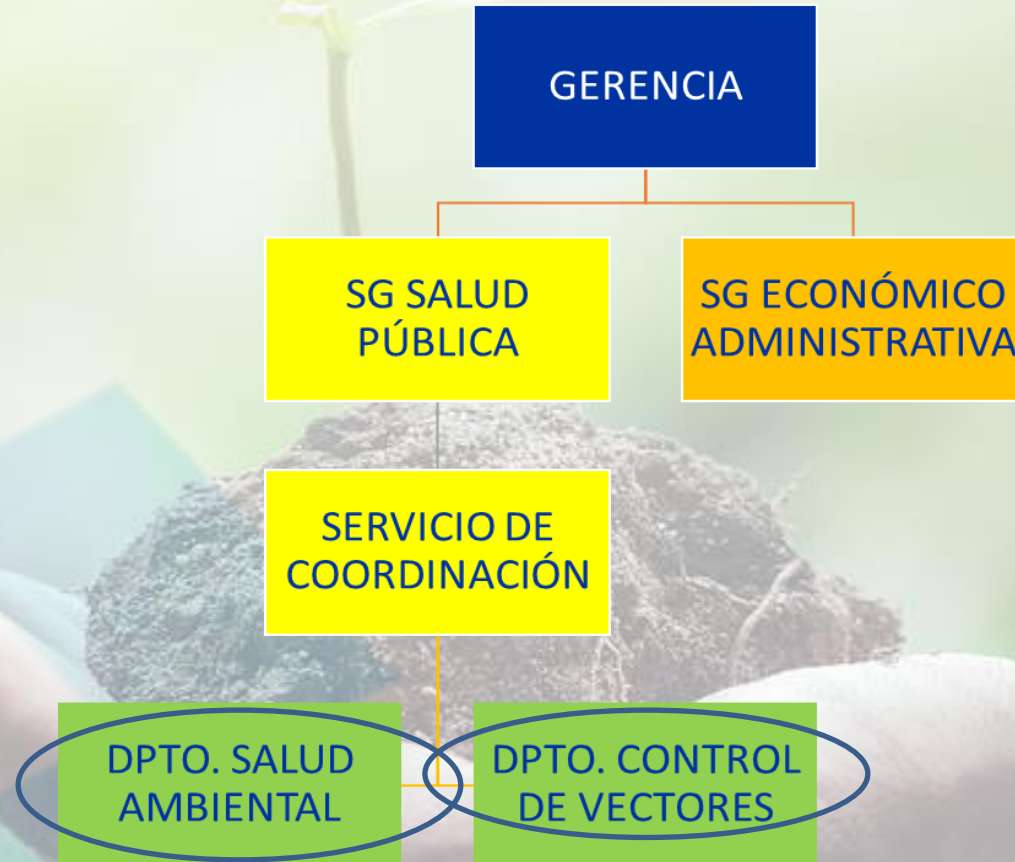 GERENCIA
SG SALUD
PÚBLICA
SG ECONÓMICO
ADMINISTRATIVA
SERVICIO DE
COORDINACIÓN
DPTO. SALUD
AMBIENTAL
DPTO. CONTROL
DE VECTORES